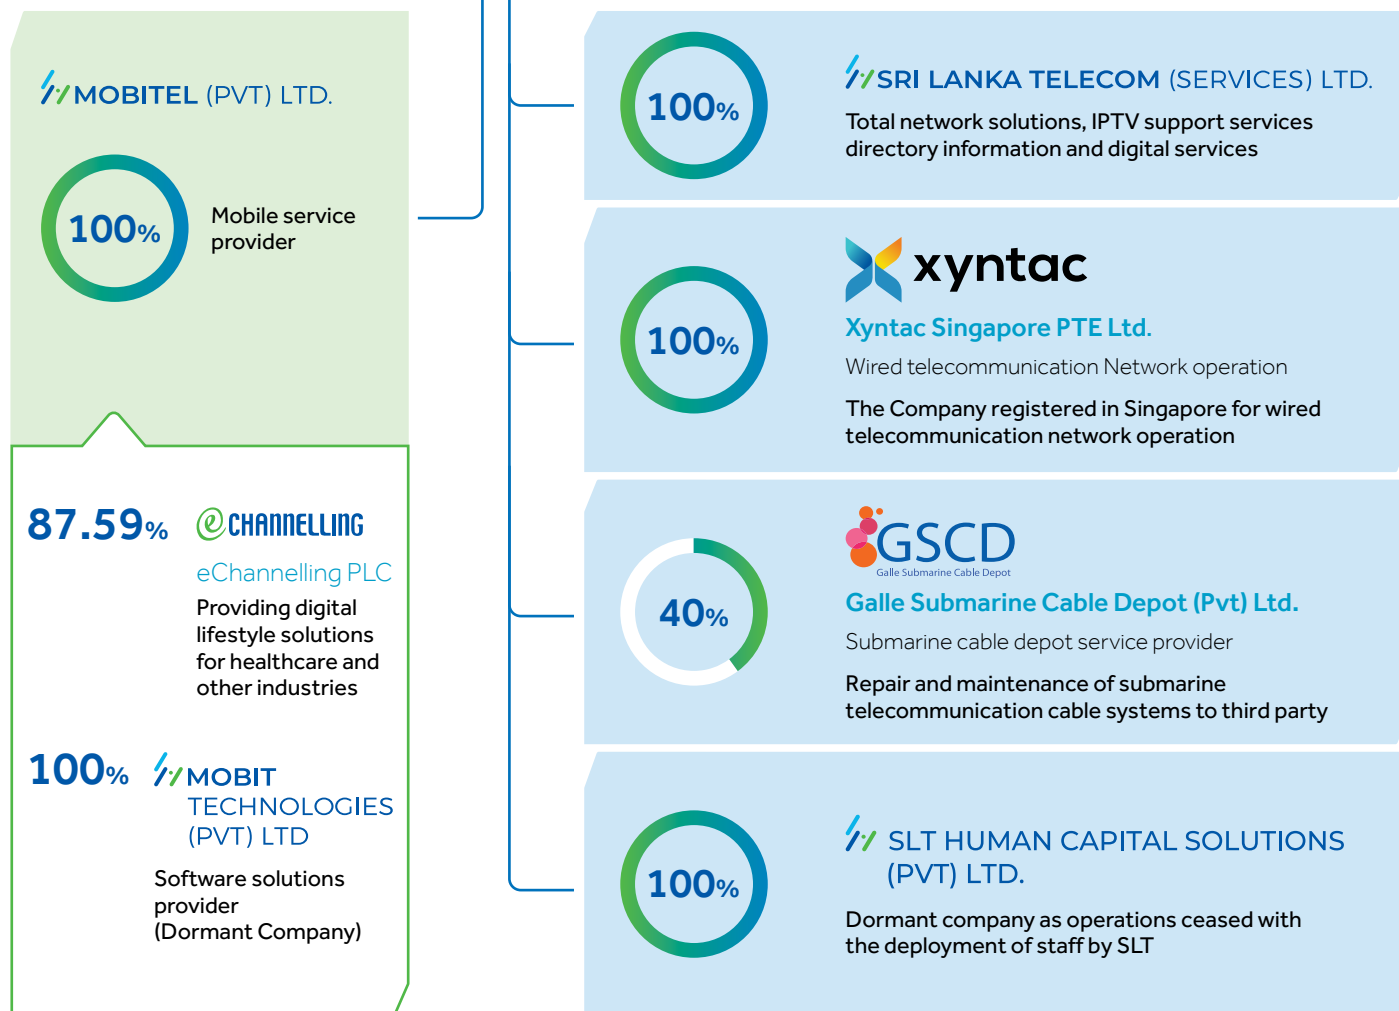 MOBITEL (PVT) LTD.
100%
Mobile service
provider
87.59%
eCHANNELLING
eChannelling PLC
Providing digital
lifestyle solutions
for healthcare and
other industries
100%
MOBIT
TECHNOLOGIES
(PVT) LTD
Software solutions
provider
(Dormant Company)
100%
SRI LANKA TELECOM (SERVICES) LTD.
Total network solutions, IPTV support services
directory information and digital services
100%
xyntac
Xyntac Singapore PTE Ltd.
Wired telecommunication Network operation
The Company registered in Singapore for wired
telecommunication network operation
40%
GSCD
Galle Submarine Cable Depot
Galle Submarine Cable Depot (Pvt) Ltd.
Submarine cable depot service provider
Repair and maintenance of submarine
telecommunication cable systems to third party
100%
SLT HUMAN CAPITAL SOLUTIONS
(PVT) LTD.
Dormant company as operations ceased with
the deployment of staff by SLT